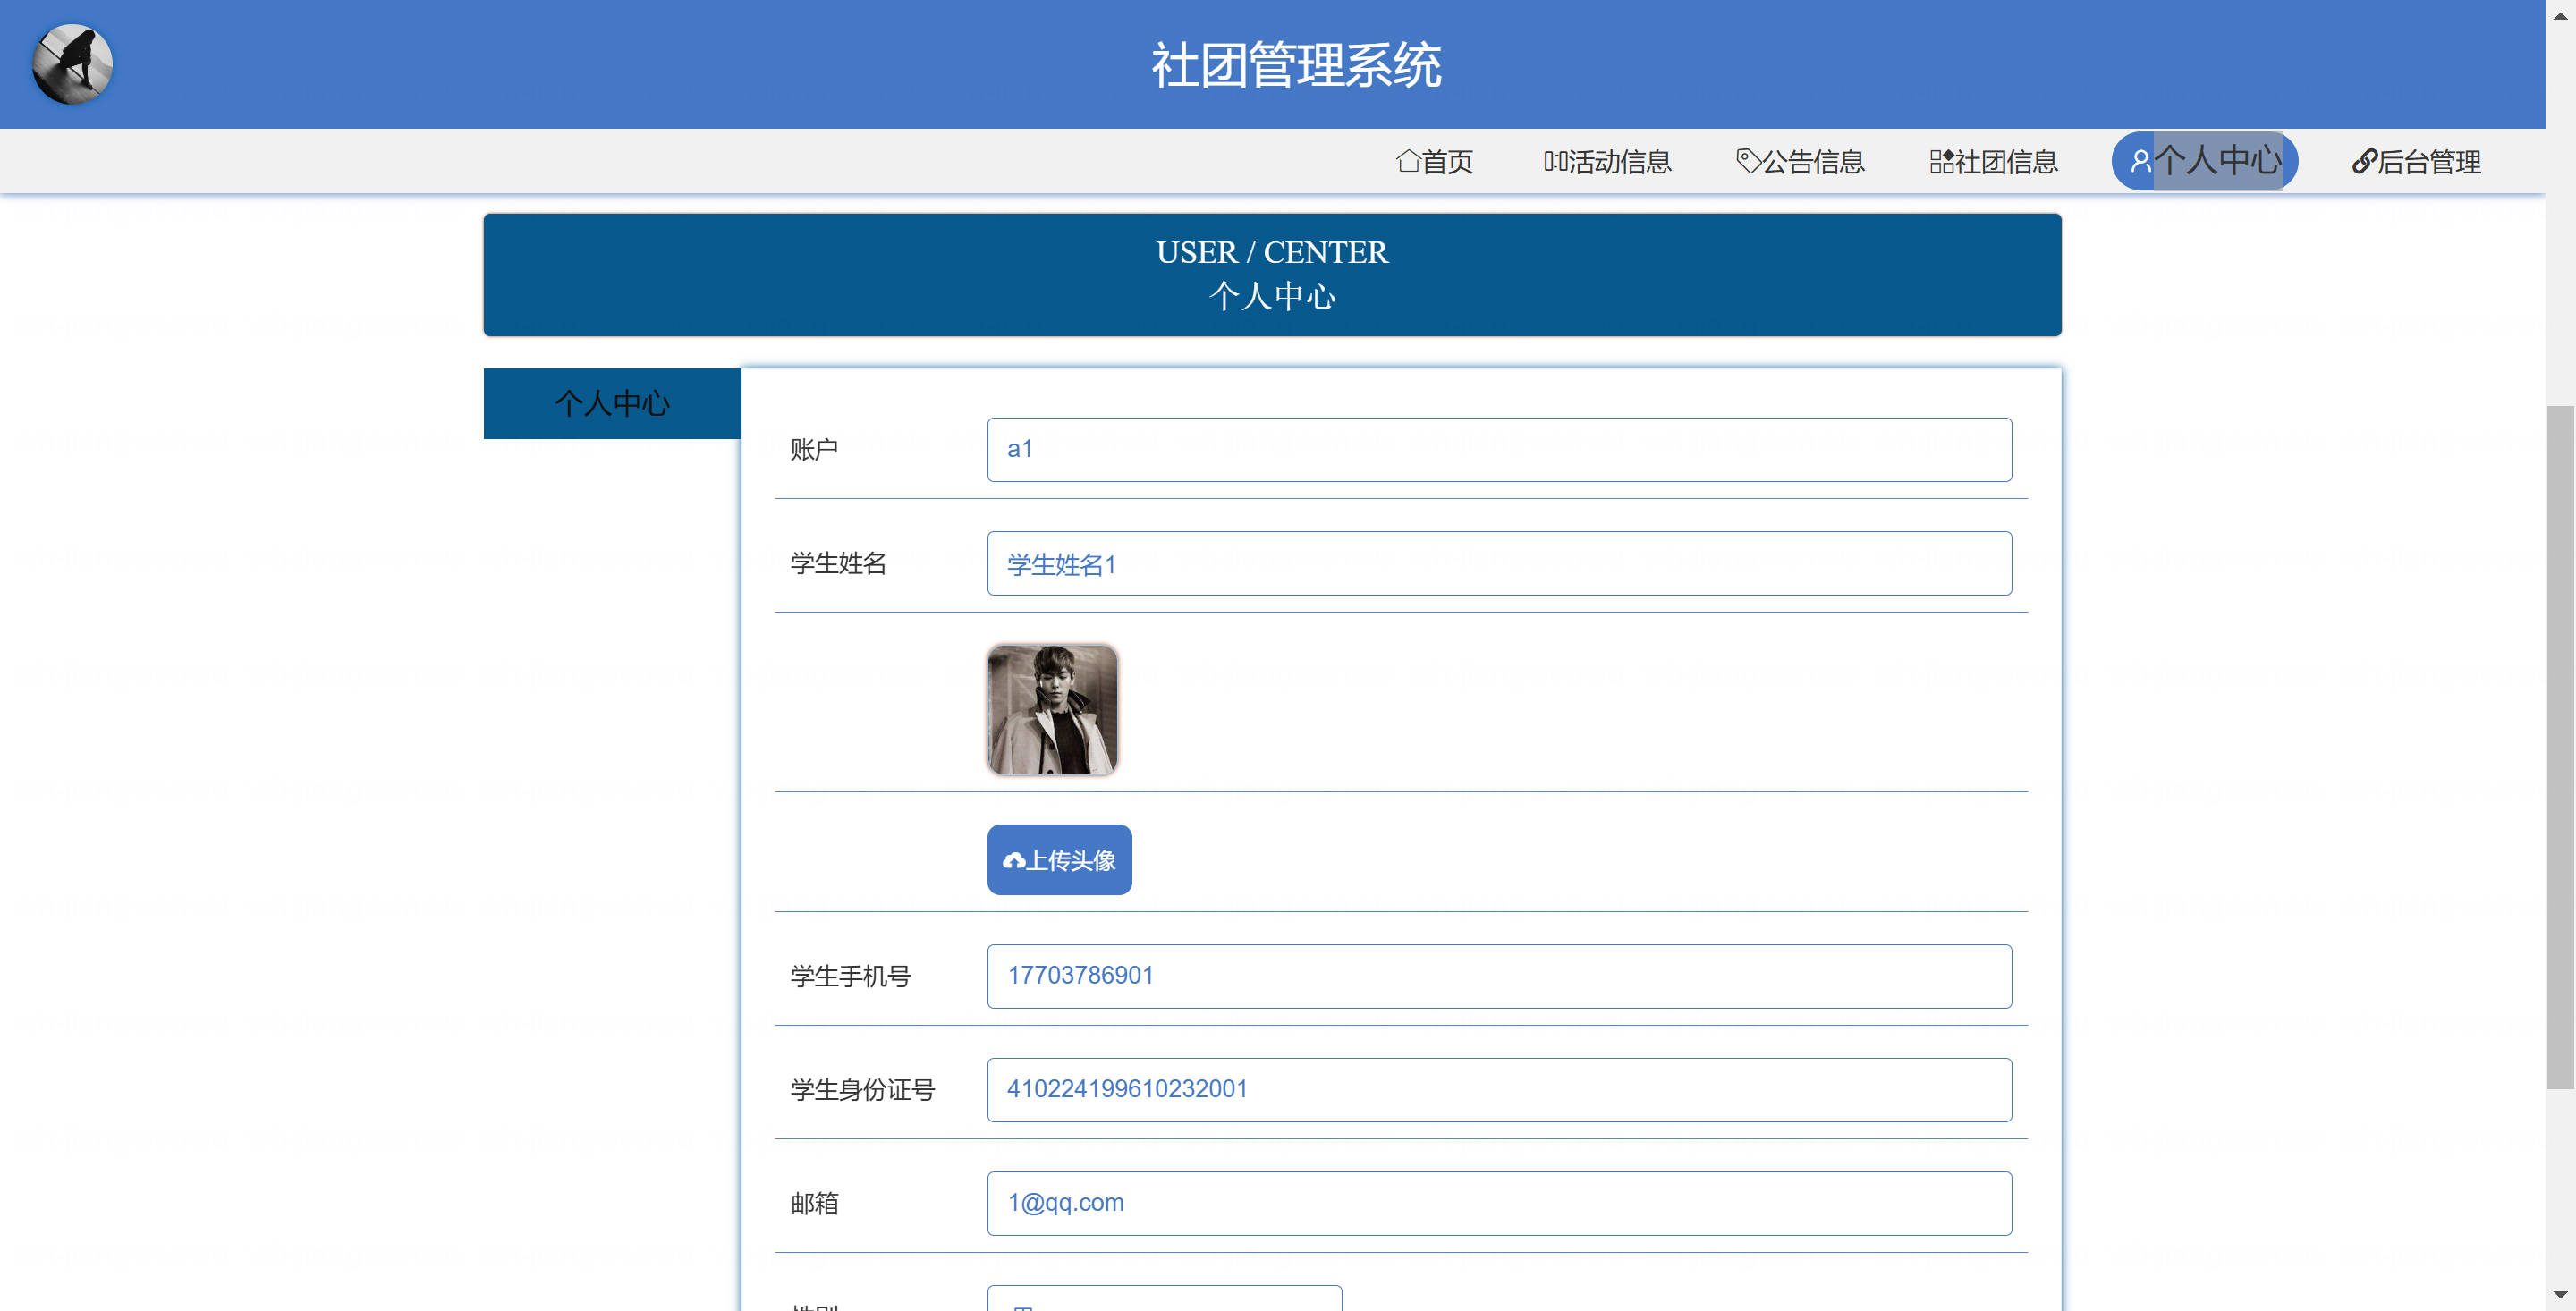 社团管理系统
首页 活动信息 公告信息 社团信息 个人中心 后台管理
USER / CENTER
个人中心
个人中心
账户 a1
学生姓名 学生姓名1
上传头像
学生手机号 17703786901
学生身份证号 410224199610232001
邮箱 1@qq.com